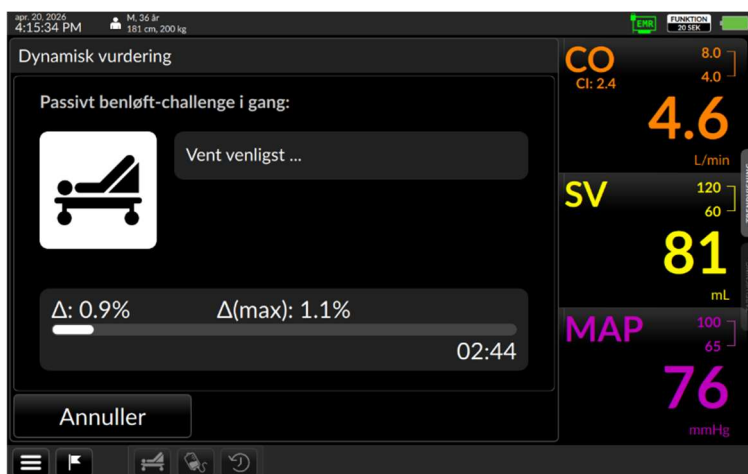 apr. 20, 2026
4:15:34 PM
M, 36 år
181 cm, 200 kg
EMR
FUNKTION
20 SEK
Dynamisk vurdering
Passivt benløft-challenge i gang:
Vent venligst ...
Δ: 0.9%
Δ(max): 1.1%
02:44
Annuller
CO
CI: 2.4
8.0
4.0
4.6
L/min
SV
120
60
81
mL
MAP
100
65
76
mmHg